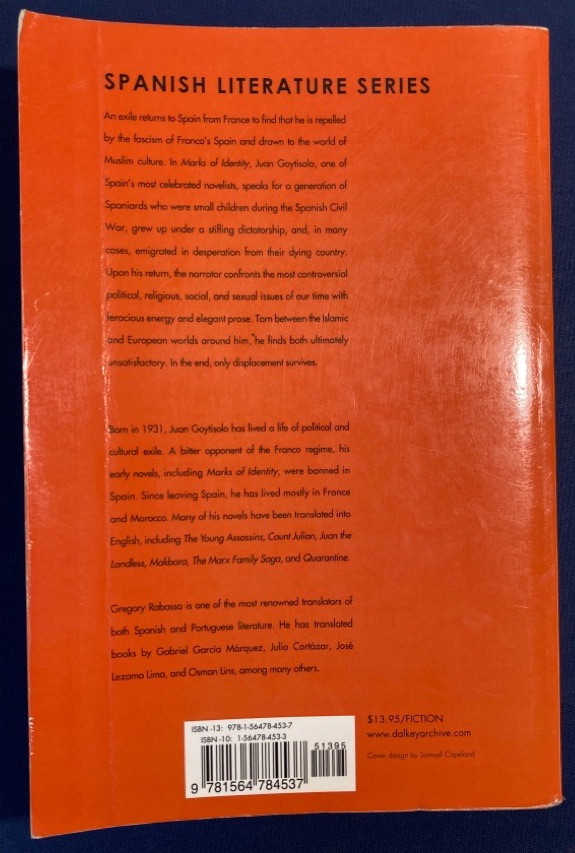 SPANISH LITERATURE SERIES
An exile returns to Spain from France to find that he is repelled
by the fascism of Franco's Spain and drawn to the world of
Muslim culture. In Marks of Identity, Juan Goytisolo, one of
Spain's most celebrated novelists, speaks for a generation of
Spaniards who were small children during the Spanish Civil
War, grew up under a stifling dictatorship, and, in many
cases, emigrated in desperation from their dying country.
Upon his return, the narrator confronts the most controversial
political, religious, social, and sexual issues of our time with
ferocious energy and elegant prose. Torn between the Islamic
and European worlds around him, he finds both ultimately
unsatisfactory. In the end, only displacement survives.
Born in 1931, Juan Goytisolo has lived a life of political and
cultural exile. A bitter opponent of the Franco regime, his
early novels, including Marks of Identity, were banned in
Spain. Since leaving Spain, he has lived mostly in France
and Morocco. Many of his novels have been translated into
English, including The Young Assassins, Count Julian, Juan the
Landless, Makbara, The Marx Family Saga, and Quarantine.
Gregory Rabassa is one of the most renowned translators of
both Spanish and Portuguese literature. He has translated
books by Gabriel García Márquez, Julio Cortázar, José
Lezama Lima, and Osman Lins, among many others.
ISBN -13: 978-1-56478-453-7
ISBN -10: 1-56478-453-3
51395
9 781564 784537
$13.95/FICTION
www.dalkeyarchive.com
Cover design by Samuel Copeland